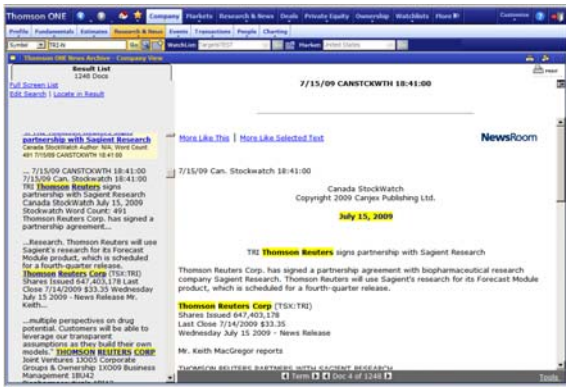 Thomson ONE
Company Markets Research & News Deals Private Equity Ownership Watchlists More
Profile Fundamentals Estimates Research & News Events Transactions People Charting
Symbol TRI-N Go WatchList: TargetsTEST Market: United States
Thomson ONE News Archive - Company View
Result List
1248 Docs
Full Screen List
Edit Search | Locate in Result
partnership with Sagient Research
Canada StockWatch Author: N/A, Word Count:
491 7/15/09 CANSTCKWTH 18:41:00
... 7/15/09 CANSTCKWTH 18:41:00
7/15/09 Can. Stockwatch 18:41:00
TRI Thomson Reuters signs
partnership with Sagient Research
Canada StockWatch July 15, 2009
Stockwatch Word Count: 491
Thomson Reuters Corp. has signed a
partnership agreement...
...Research. Thomson Reuters will use
Sagient's research for its Forecast
Module product, which is scheduled
for a fourth-quarter release.
Thomson Reuters Corp (TSX:TRI)
Shares Issued 647,403,178 Last
Close 7/14/2009 $33.35 Wednesday
July 15 2009 - News Release Mr.
Keith...
...multiple perspectives on drug
potential. Customers will be able to
leverage our transparent
assumptions as they build their own
models." THOMSON REUTERS CORP
Joint Ventures 1JO05 Corporate
Groups & Ownership 1XO09 Business
Management 1BU42
7/15/09 CANSTCKWTH 18:41:00
More Like This | More Like Selected Text
NewsRoom
7/15/09 Can. Stockwatch 18:41:00
Canada StockWatch
Copyright 2009 Canjex Publishing Ltd.
July 15, 2009
TRI Thomson Reuters signs partnership with Sagient Research
Thomson Reuters Corp. has signed a partnership agreement with biopharmaceutical research
company Sagient Research. Thomson Reuters will use Sagient's research for its Forecast Module
product, which is scheduled for a fourth-quarter release.
Thomson Reuters Corp (TSX:TRI)
Shares Issued 647,403,178
Last Close 7/14/2009 $33.35
Wednesday July 15 2009 - News Release
Mr. Keith MacGregor reports
THOMSON REUTERS PARTNERS WITH SAGIENT RESEARCH
Term Doc 4 of 1248
Tools